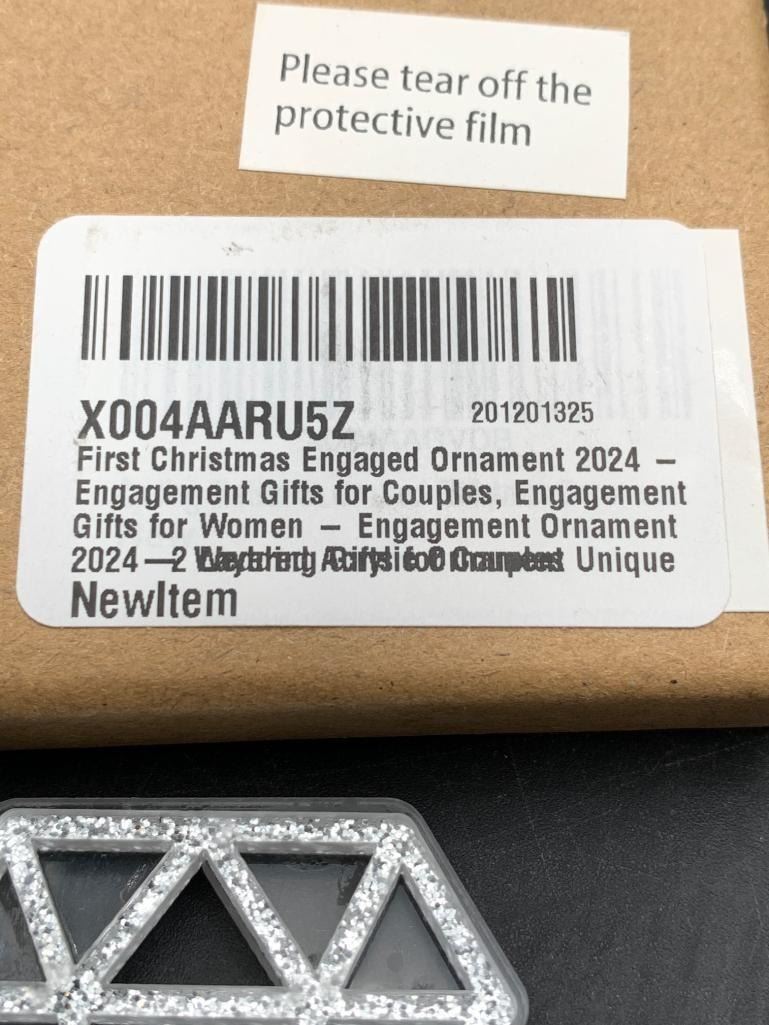 Please tear off the
protective film
X004AARU5Z 201201325
First Christmas Engaged Ornament 2024 –
Engagement Gifts for Couples, Engagement
Gifts for Women – Engagement Ornament
2024 Unique
NewItem